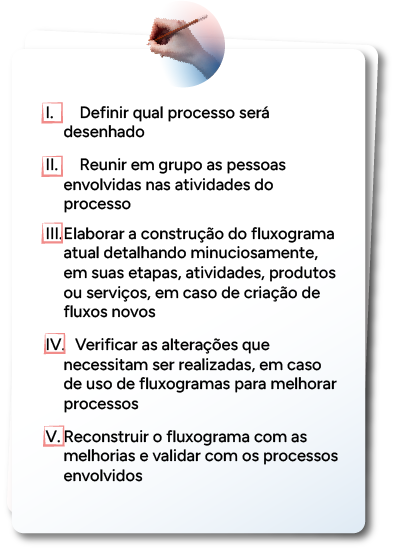 I. Definir qual processo será
desenhado
II. Reunir em grupo as pessoas
envolvidas nas atividades do
processo
III. Elaborar a construção do fluxograma
atual detalhando minuciosamente,
em suas etapas, atividades, produtos
ou serviços, em caso de criação de
fluxos novos
IV. Verificar as alterações que
necessitam ser realizadas, em caso
de uso de fluxogramas para melhorar
processos
V. Reconstruir o fluxograma com as
melhorias e validar com os processos
envolvidos